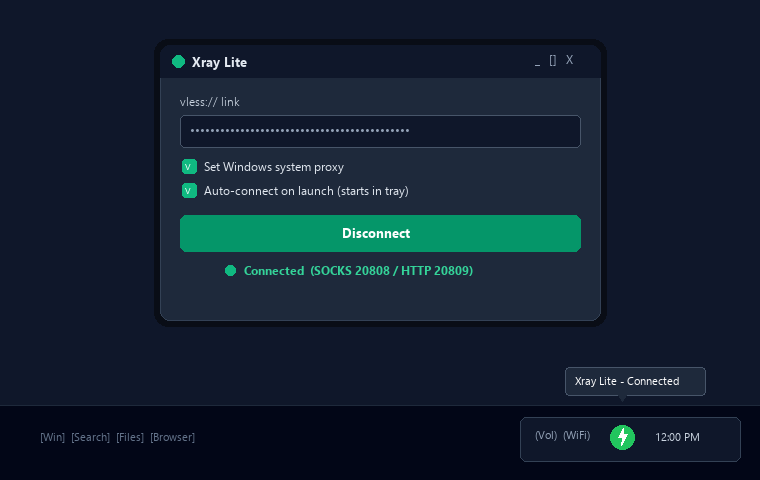 Xray Lite _ [] X
vless:// link
••••••••••••••••••••••••••••••••••••••••••••
V Set Windows system proxy
V Auto-connect on launch (starts in tray)
Disconnect
Connected (SOCKS 20808 / HTTP 20809)
Xray Lite - Connected
[Win] [Search] [Files] [Browser] (Vol) (WiFi) 12:00 PM